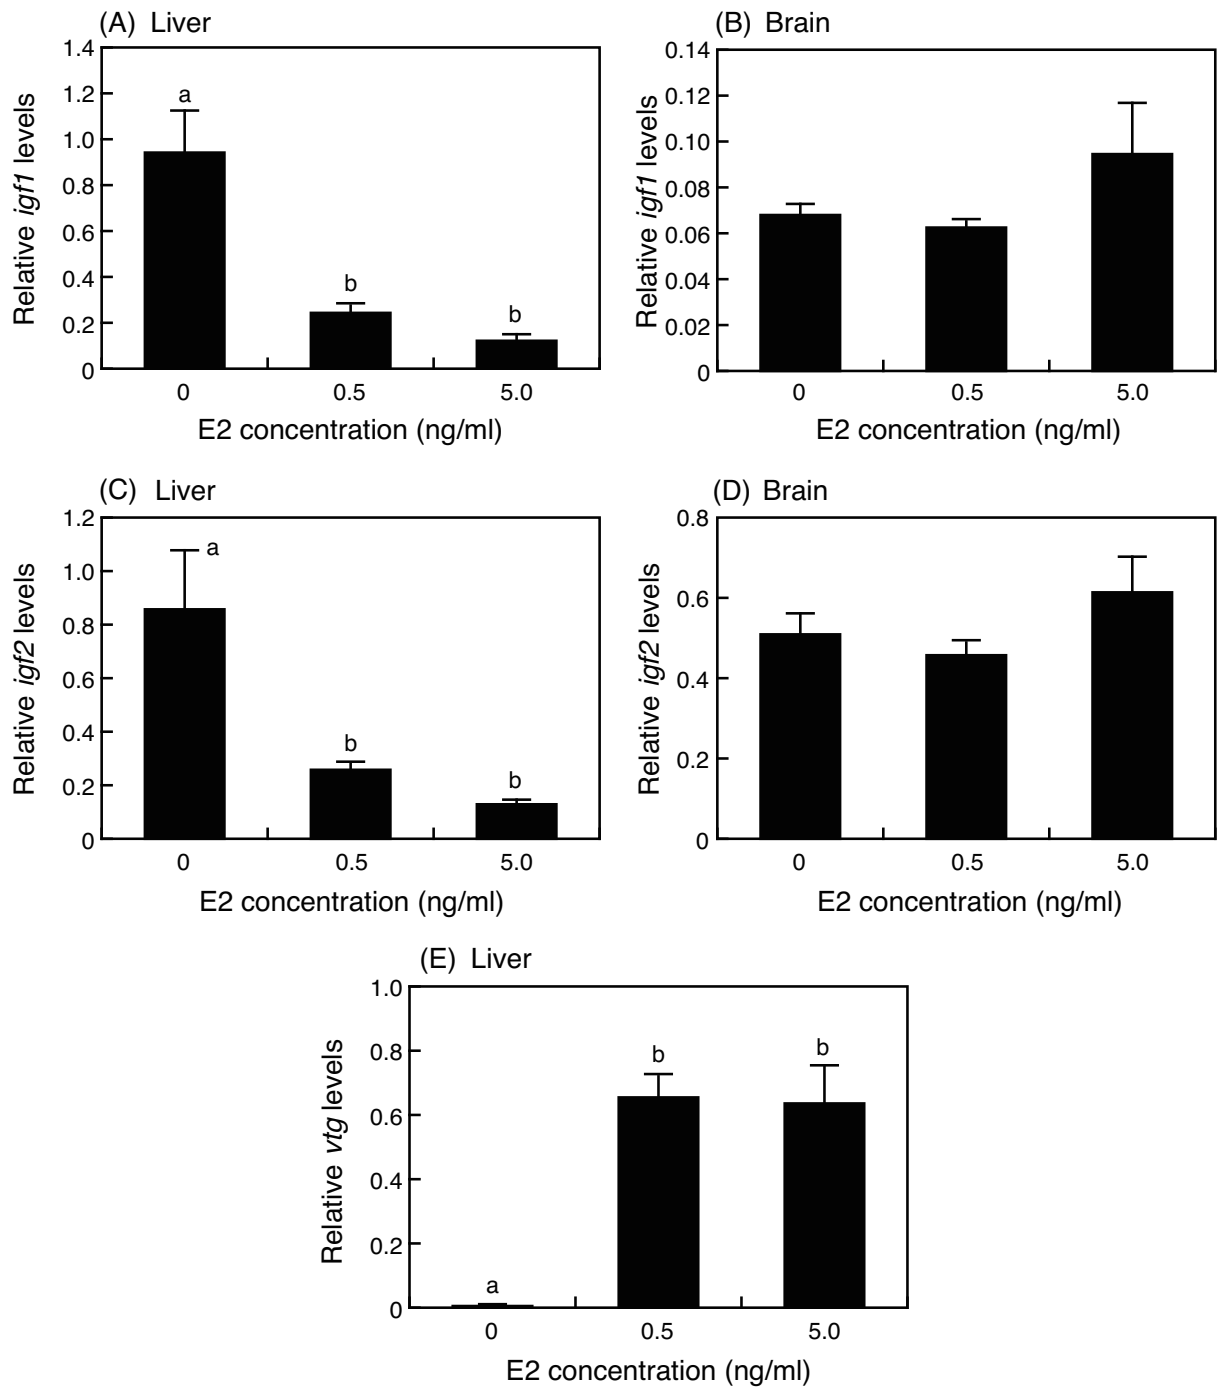 (A) Liver
Relative igf1 levels
1.4
1.2
1.0
0.8
0.6
0.4
0.2
0
a
b
b
0 0.5 5.0
E2 concentration (ng/ml)
(B) Brain
Relative igf1 levels
0.14
0.12
0.10
0.08
0.06
0.04
0.02
0
0 0.5 5.0
E2 concentration (ng/ml)
(C) Liver
Relative igf2 levels
1.2
1.0
0.8
0.6
0.4
0.2
0
a
b
b
0 0.5 5.0
E2 concentration (ng/ml)
(D) Brain
Relative igf2 levels
0.8
0.6
0.4
0.2
0
0 0.5 5.0
E2 concentration (ng/ml)
(E) Liver
Relative vtg levels
1.0
0.8
0.6
0.4
0.2
0
a
b
b
0 0.5 5.0
E2 concentration (ng/ml)